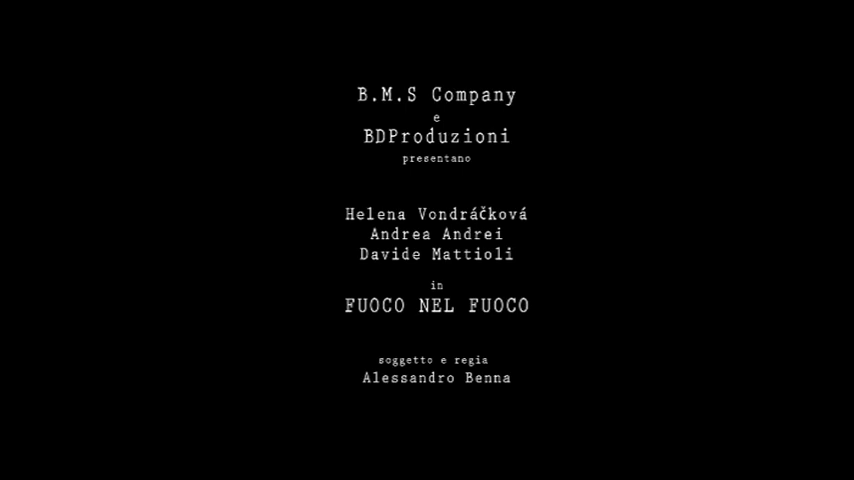 B.M.S Company
e
BDProduzioni
presentano
Helena Vondráčková
Andrea Andrei
Davide Mattioli
in
FUOCO NEL FUOCO
soggetto e regia
Alessandro Benna